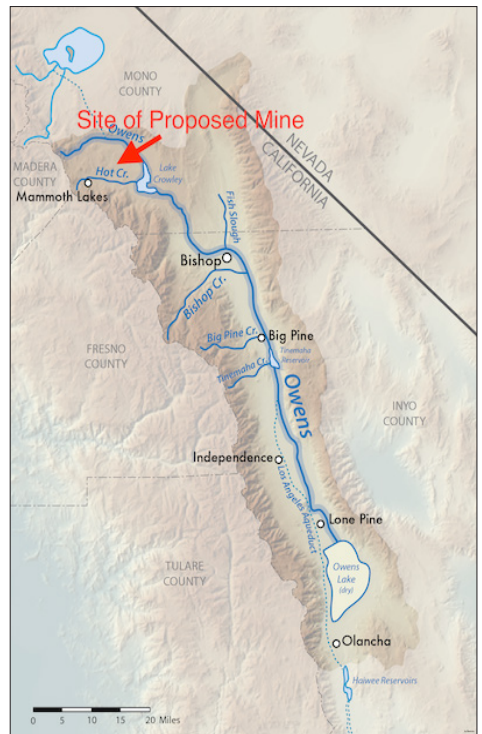 MONO
COUNTY
Site of Proposed Mine
Owens
NEVADA
CALIFORNIA
MADERA
COUNTY
Hot Cr.
Lake
Crowley
Mammoth Lakes
Fish Slough
Bishop
Bishop Cr.
Big Pine Cr.
Big Pine
Tinemaha
Reservoir
Tinemaha Cr.
FRESNO
COUNTY
Owens
INYO
COUNTY
Independence
Los Angeles Aqueduct
Lone Pine
TULARE
COUNTY
Owens
Lake
(dry)
Olancha
Haiwee Reservoirs
0 5 10 15 20 Miles